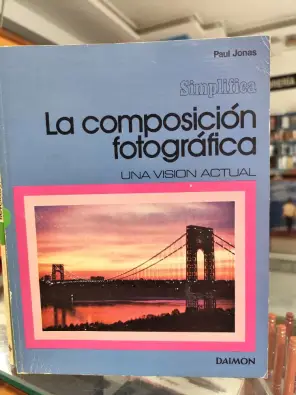 Paul Jonas
Simplifica
La composición
fotográfica
UNA VISION ACTUAL
DAIMON